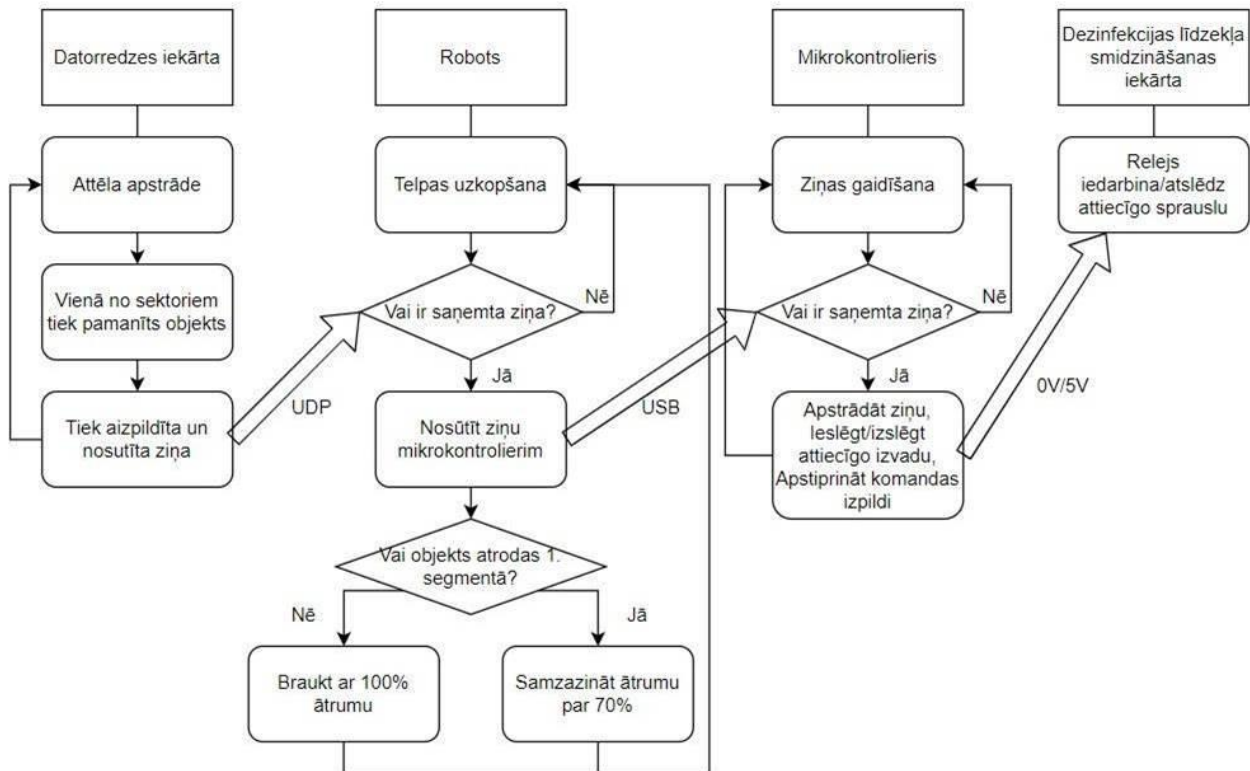 Datorredzes iekārta
Robots
Mikrokontrolieris
Dezinfekcijas līdzekļa
smidzināšanas
iekārta
Attēla apstrāde
Telpas uzkopšana
Ziņas gaidīšana
Relejs
iedarbina/atslēdz
attiecīgo sprauslu
Vienā no sektoriem
tiek pamanīts objekts
Vai ir saņemta ziņa?
Nē
Vai ir saņemta ziņa?
Nē
Jā
Jā
UDP
USB
0V/5V
Tiek aizpildīta un
nosutīta ziņa
Nosūtīt ziņu
mikrokontrolierim
Apstrādāt ziņu,
Ieslēgt/izslēgt
attiecīgo izvadu,
Apstiprināt komandas
izpildi
Vai objekts atrodas 1.
segmentā?
Nē
Jā
Braukt ar 100%
ātrumu
Samzazināt ātrumu
par 70%